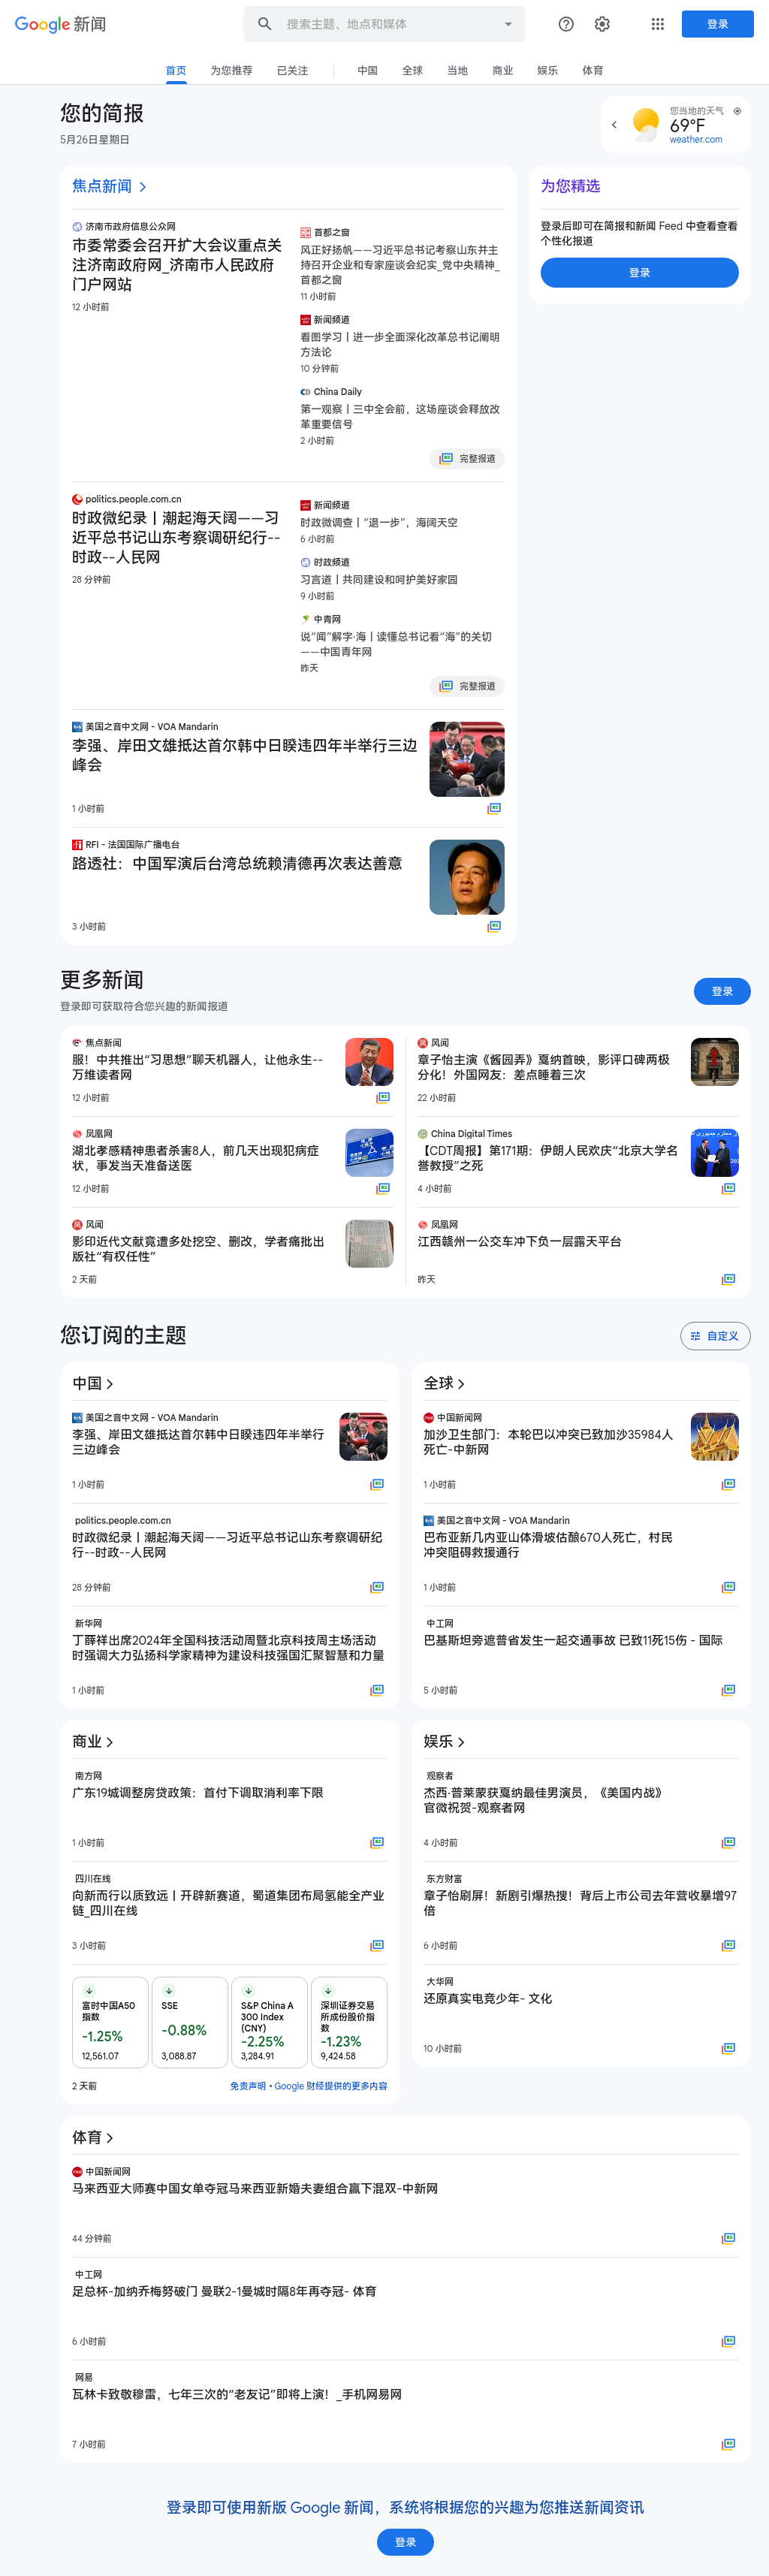 Google 新闻
搜索主题、地点和媒体
登录
首页
为您推荐
已关注
中国
全球
当地
商业
娱乐
体育
您的简报
5月26日星期日
您当地的天气
69°F
weather.com
焦点新闻
济南市政府信息公众网
市委常委会召开扩大会议重点关
注济南政府网_济南市人民政府
门户网站
12 小时前
首都之窗
风正好扬帆——习近平总书记考察山东并主
持召开企业和专家座谈会纪实_党中央精神_
首都之窗
11 小时前
新闻频道
看图学习丨进一步全面深化改革总书记阐明
方法论
10 分钟前
China Daily
第一观察丨三中全会前，这场座谈会释放改
革重要信号
2 小时前
完整报道
politics.people.com.cn
时政微纪录丨潮起海天阔——习
近平总书记山东考察调研纪行--
时政--人民网
28 分钟前
新闻频道
时政微调查丨“退一步”，海阔天空
6 小时前
时政频道
习言道丨共同建设和呵护美好家园
9 小时前
中青网
说“闻”解字·海丨读懂总书记看“海”的关切
——中国青年网
昨天
完整报道
美国之音中文网 - VOA Mandarin
李强、岸田文雄抵达首尔韩中日睽违四年半举行三边
峰会
1 小时前
RFI - 法国国际广播电台
路透社：中国军演后台湾总统赖清德再次表达善意
3 小时前
为您精选
登录后即可在简报和新闻 Feed 中查看查看
个性化报道
登录
更多新闻
登录即可获取符合您兴趣的新闻报道
登录
焦点新闻
服！中共推出“习思想”聊天机器人，让他永生--
万维读者网
12 小时前
凤凰网
湖北孝感精神患者杀害8人，前几天出现犯病症
状，事发当天准备送医
12 小时前
风闻
影印近代文献竟遭多处挖空、删改，学者痛批出
版社“有权任性”
2 天前
风闻
章子怡主演《酱园弄》戛纳首映，影评口碑两极
分化！外国网友：差点睡着三次
22 小时前
China Digital Times
【CDT周报】第171期：伊朗人民欢庆“北京大学名
誉教授”之死
4 小时前
凤凰网
江西赣州一公交车冲下负一层露天平台
昨天
您订阅的主题
自定义
中国
美国之音中文网 - VOA Mandarin
李强、岸田文雄抵达首尔韩中日睽违四年半举行
三边峰会
1 小时前
politics.people.com.cn
时政微纪录丨潮起海天阔——习近平总书记山东考察调研纪
行--时政--人民网
28 分钟前
新华网
丁薛祥出席2024年全国科技活动周暨北京科技周主场活动
时强调大力弘扬科学家精神为建设科技强国汇聚智慧和力量
1 小时前
全球
中国新闻网
加沙卫生部门：本轮巴以冲突已致加沙35984人
死亡-中新网
1 小时前
美国之音中文网 - VOA Mandarin
巴布亚新几内亚山体滑坡估酿670人死亡，村民
冲突阻碍救援通行
1 小时前
中工网
巴基斯坦旁遮普省发生一起交通事故 已致11死15伤 - 国际
5 小时前
商业
南方网
广东19城调整房贷政策：首付下调取消利率下限
1 小时前
四川在线
向新而行以质致远丨开辟新赛道，蜀道集团布局氢能全产业
链_四川在线
3 小时前
富时中国A50
指数
-1.25%
12,561.07
SSE
-0.88%
3,088.87
S&P China A
300 Index
(CNY)
-2.25%
3,284.91
深圳证券交易
所成份股价指
数
-1.23%
9,424.58
2 天前
免责声明 • Google 财经提供的更多内容
娱乐
观察者
杰西·普莱蒙获戛纳最佳男演员，《美国内战》
官微祝贺-观察者网
4 小时前
东方财富
章子怡刷屏！新剧引爆热搜！背后上市公司去年营收暴增97
倍
6 小时前
大华网
还原真实电竞少年- 文化
10 小时前
体育
中国新闻网
马来西亚大师赛中国女单夺冠马来西亚新婚夫妻组合赢下混双-中新网
44 分钟前
中工网
足总杯-加纳乔梅努破门 曼联2-1曼城时隔8年再夺冠- 体育
6 小时前
网易
瓦林卡致敬穆雷，七年三次的“老友记”即将上演！_手机网易网
7 小时前
登录即可使用新版 Google 新闻，系统将根据您的兴趣为您推送新闻资讯
登录